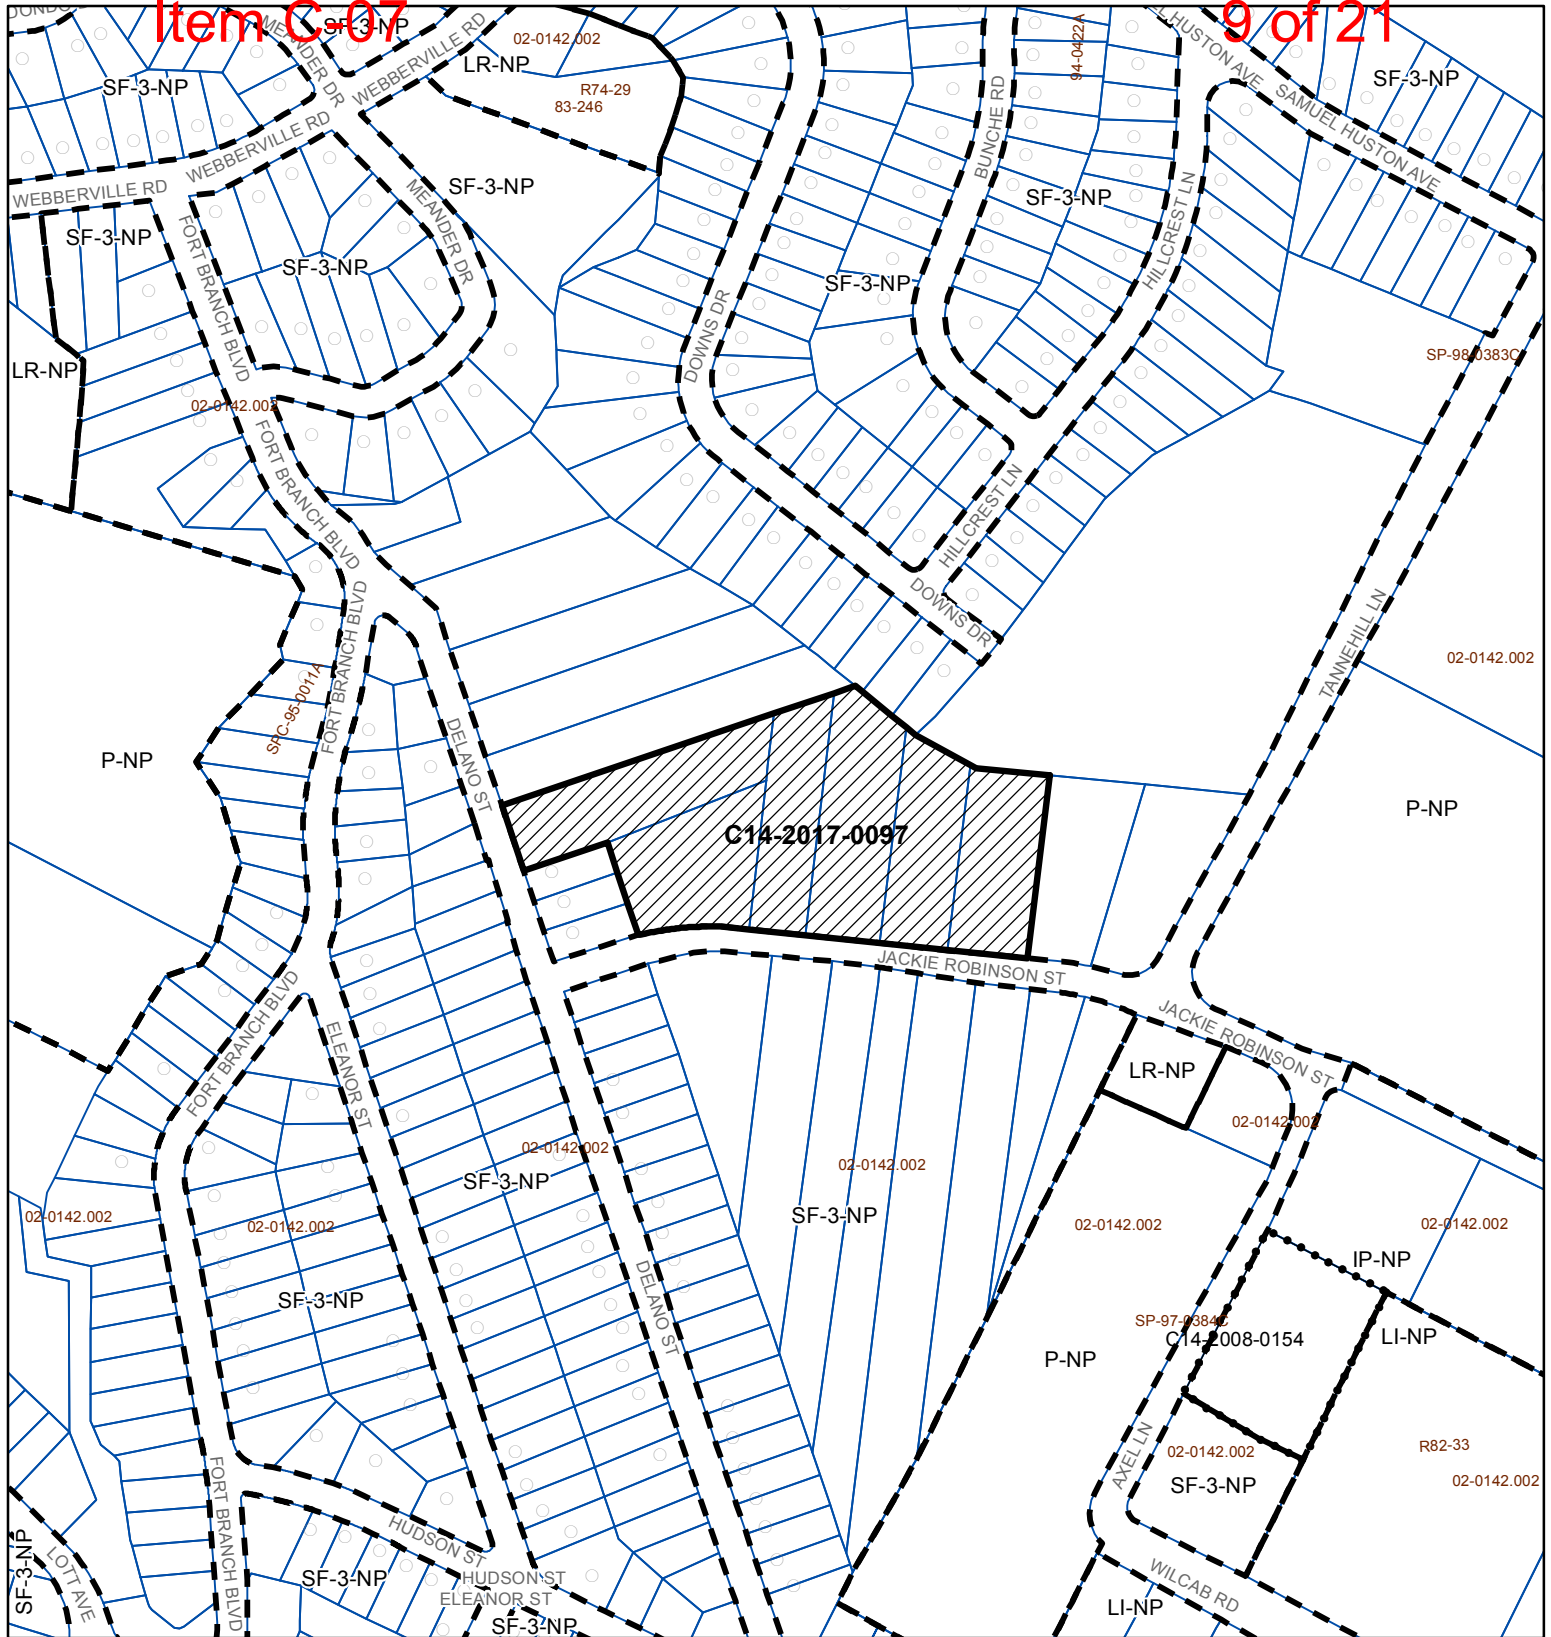 Item C-07
9 of 21
SF-3-NP
MEANDER DR
WEBBERVILLE RD
02-0142.002
LR-NP
R74-29
83-246
94-0422A
HUSTON AVE
SF-3-NP
SF-3-NP
SAMUEL HUSTON AVE
WEBBERVILLE RD
WEBBERVILLE RD
BUNCHE RD
SF-3-NP
MEANDER DR
SF-3-NP
HILLCREST LN
SF-3-NP
FORT BRANCH BLVD
SF-3-NP
SF-3-NP
DOWNS DR
SP-98-0383C
LR-NP
02-0142.002
FORT BRANCH BLVD
HILLCREST LN
DOWNS DR
TANNEHILL LN
02-0142.002
FORT BRANCH BLVD
SPC-95-0011A
P-NP
DELANO ST
P-NP
C14-2017-0097
JACKIE ROBINSON ST
FORT BRANCH BLVD
ELEANOR ST
JACKIE ROBINSON ST
LR-NP
02-0142.002
02-0142.002
02-0142.002
SF-3-NP
SF-3-NP
02-0142.002
02-0142.002
02-0142.002
02-0142.002
IP-NP
SF-3-NP
DELANO ST
SP-97-0384C
C14-2008-0154
LI-NP
P-NP
AXEL LN
02-0142.002
R82-33
02-0142.002
SF-3-NP
FORT BRANCH BLVD
HUDSON ST
SF-3-NP
LOTT AVE
SF-3-NP
HUDSON ST
ELEANOR ST
SF-3-NP
WILCAB RD
LI-NP